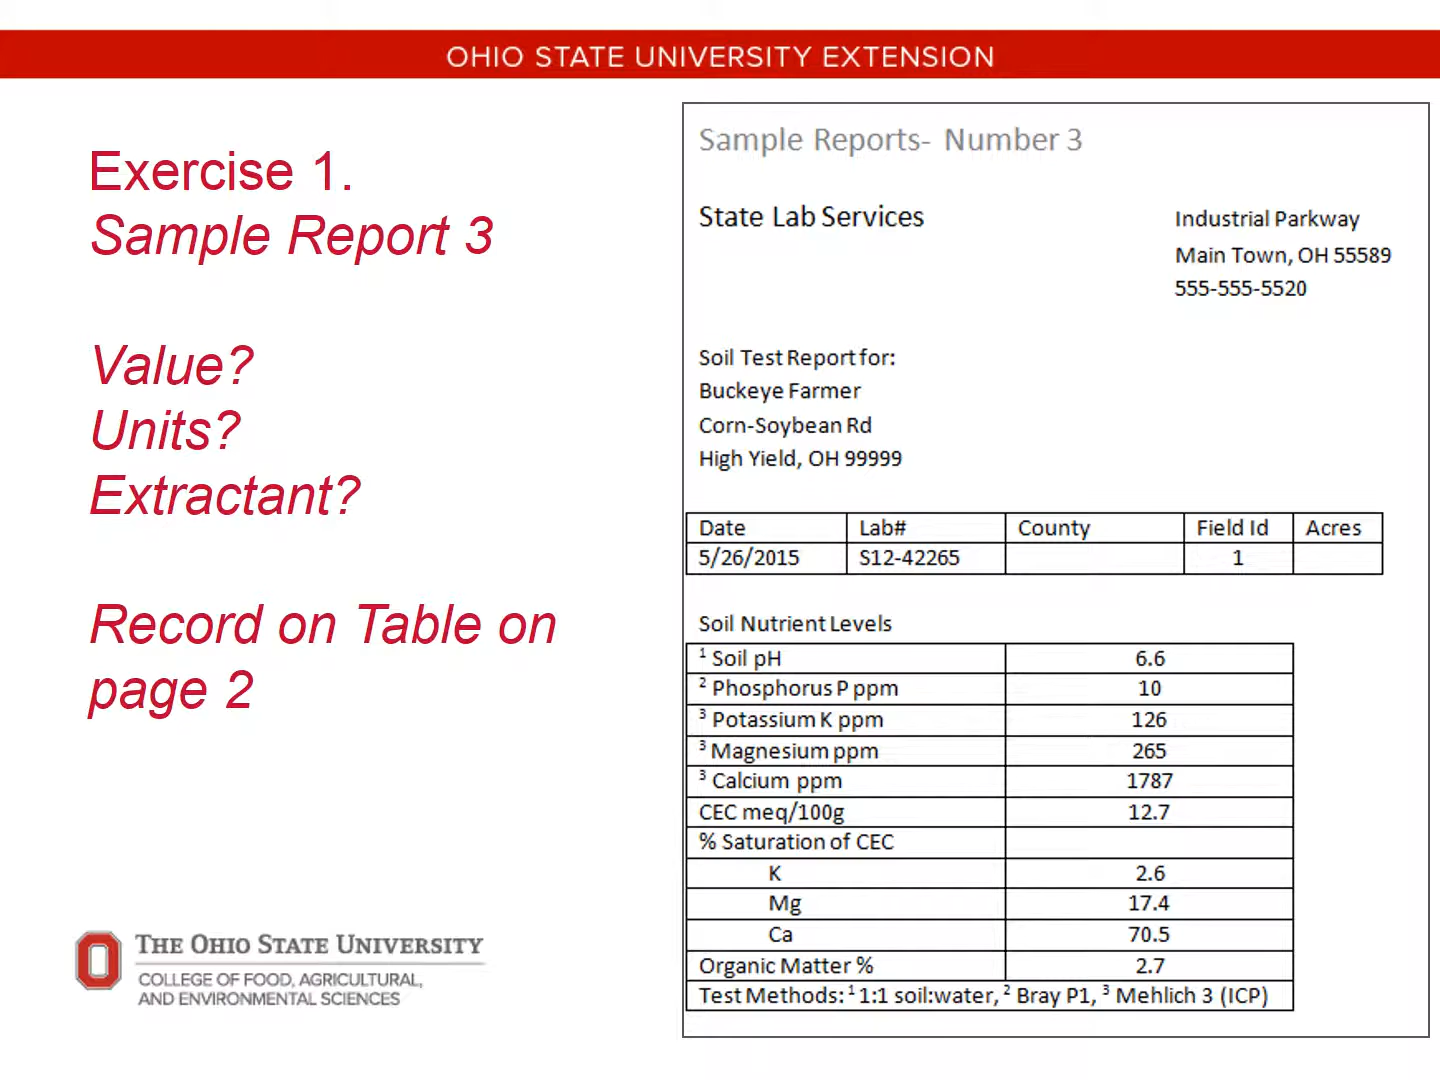 OHIO STATE UNIVERSITY EXTENSION
Exercise 1.
Sample Report 3
Value?
Units?
Extractant?
Record on Table on
page 2
THE OHIO STATE UNIVERSITY
COLLEGE OF FOOD, AGRICULTURAL,
AND ENVIRONMENTAL SCIENCES
Sample Reports- Number 3
State Lab Services
Industrial Parkway
Main Town, OH 55589
555-555-5520
Soil Test Report for:
Buckeye Farmer
Corn-Soybean Rd
High Yield, OH 99999
Date Lab# County Field Id Acres
5/26/2015 S12-42265 1
Soil Nutrient Levels
¹ Soil pH 6.6
² Phosphorus P ppm 10
³ Potassium K ppm 126
³ Magnesium ppm 265
³ Calcium ppm 1787
CEC meq/100g 12.7
% Saturation of CEC
K 2.6
Mg 17.4
Ca 70.5
Organic Matter % 2.7
Test Methods: ¹ 1:1 soil:water, ² Bray P1, ³ Mehlich 3 (ICP)